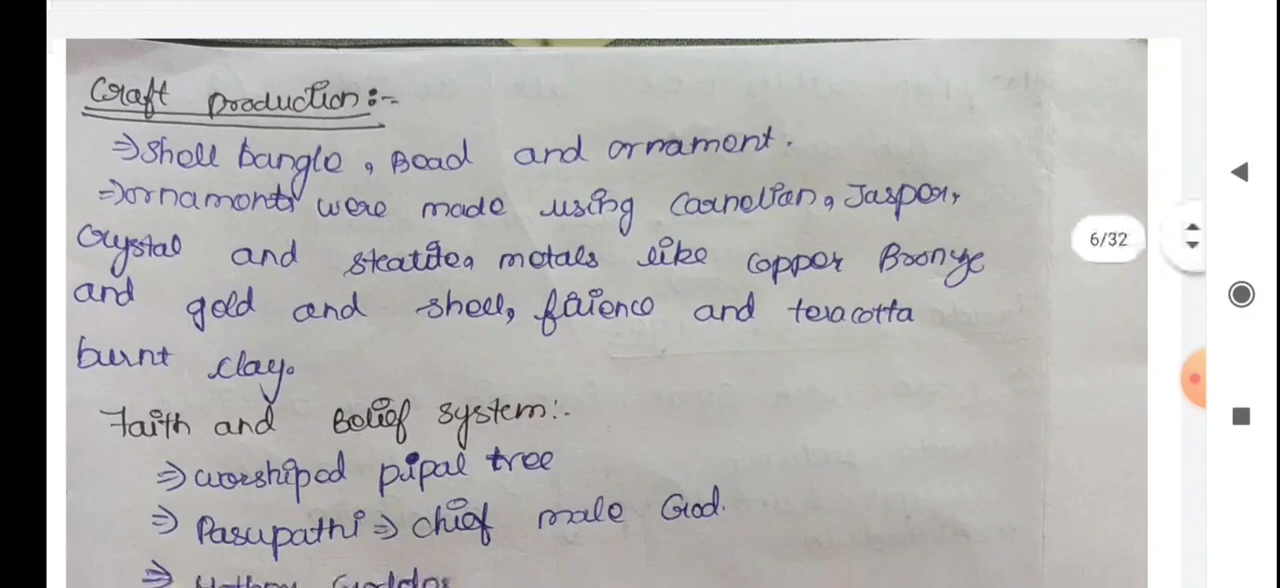 Craft production:-
⇒ Shell bangle, Bead and ornament.
⇒ ornaments were made using Carnelian, Jasper,
Crystal and steatite, metals like copper Bronze
and gold and shell, faience and teracotta
burnt clay.
Faith and Belief system:-
⇒ worshiped pipal tree
⇒ Pasupathi ⇒ chief male God.
⇒
6/32